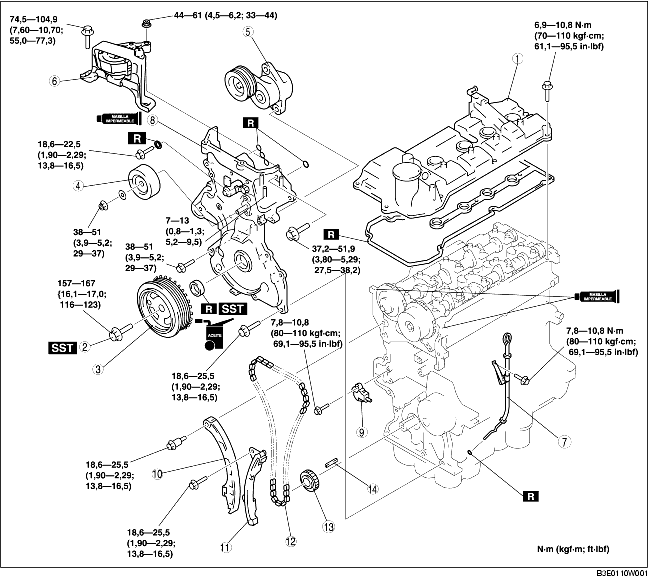 74,5—104,9
(7,60—10,70;
55,0—77,3)
44—61 (4,5—6,2; 33—44)
5
6,9—10,8 N·m
(70—110 kgf·cm;
61,1—95,5 in·lbf)
1
6
MASILLA
IMPERMEABLE
8
R
R
18,6—22,5
(1,90—2,29;
13,8—16,5)
4
38—51
(3,9—5,2;
29—37)
7—13
(0,8—1,3;
5,2—9,5)
38—51
(3,9—5,2;
29—37)
37,2—51,9
(3,80—5,29;
27,5—38,2)
R
157—167
(16,1—17,0;
116—123)
R SST
ACEITE
MASILLA
IMPERMEABLE
SST 2
3
7,8—10,8
(80—110 kgf·cm;
69,1—95,5 in·lbf)
7,8—10,8 N·m
(80—110 kgf·cm;
69,1—95,5 in·lbf)
18,6—25,5
(1,90—2,29;
13,8—16,5)
9
7
18,6—25,5
(1,90—2,29;
13,8—16,5)
10
14
R
18,6—25,5
(1,90—2,29;
13,8—16,5)
11
12
13
N·m (kgf·m; ft·lbf)
B3E0110W001